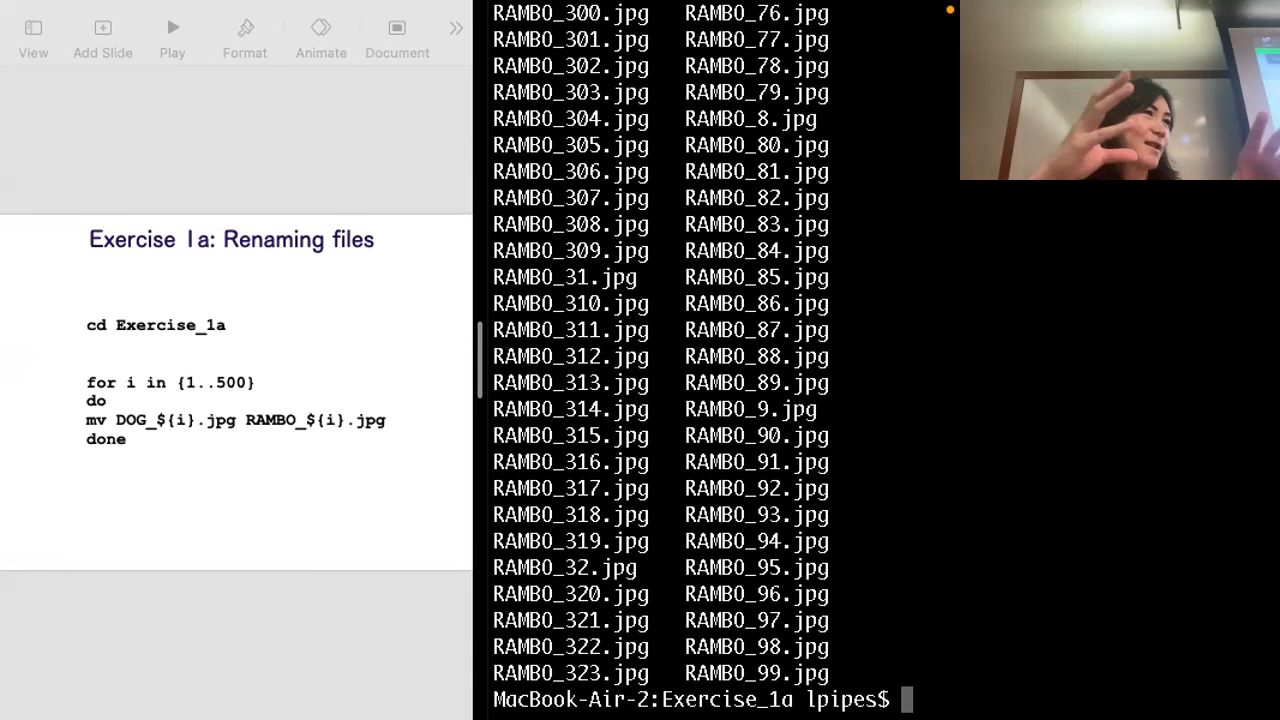 View
Add Slide
Play
Format
Animate
Document
Exercise 1a: Renaming files
cd Exercise_1a
for i in {1..500}
do
mv DOG_${i}.jpg RAMBO_${i}.jpg
done
RAMBO_300.jpg RAMBO_76.jpg
RAMBO_301.jpg RAMBO_77.jpg
RAMBO_302.jpg RAMBO_78.jpg
RAMBO_303.jpg RAMBO_79.jpg
RAMBO_304.jpg RAMBO_8.jpg
RAMBO_305.jpg RAMBO_80.jpg
RAMBO_306.jpg RAMBO_81.jpg
RAMBO_307.jpg RAMBO_82.jpg
RAMBO_308.jpg RAMBO_83.jpg
RAMBO_309.jpg RAMBO_84.jpg
RAMBO_31.jpg RAMBO_85.jpg
RAMBO_310.jpg RAMBO_86.jpg
RAMBO_311.jpg RAMBO_87.jpg
RAMBO_312.jpg RAMBO_88.jpg
RAMBO_313.jpg RAMBO_89.jpg
RAMBO_314.jpg RAMBO_9.jpg
RAMBO_315.jpg RAMBO_90.jpg
RAMBO_316.jpg RAMBO_91.jpg
RAMBO_317.jpg RAMBO_92.jpg
RAMBO_318.jpg RAMBO_93.jpg
RAMBO_319.jpg RAMBO_94.jpg
RAMBO_32.jpg RAMBO_95.jpg
RAMBO_320.jpg RAMBO_96.jpg
RAMBO_321.jpg RAMBO_97.jpg
RAMBO_322.jpg RAMBO_98.jpg
RAMBO_323.jpg RAMBO_99.jpg
MacBook-Air-2:Exercise_1a lpipes$